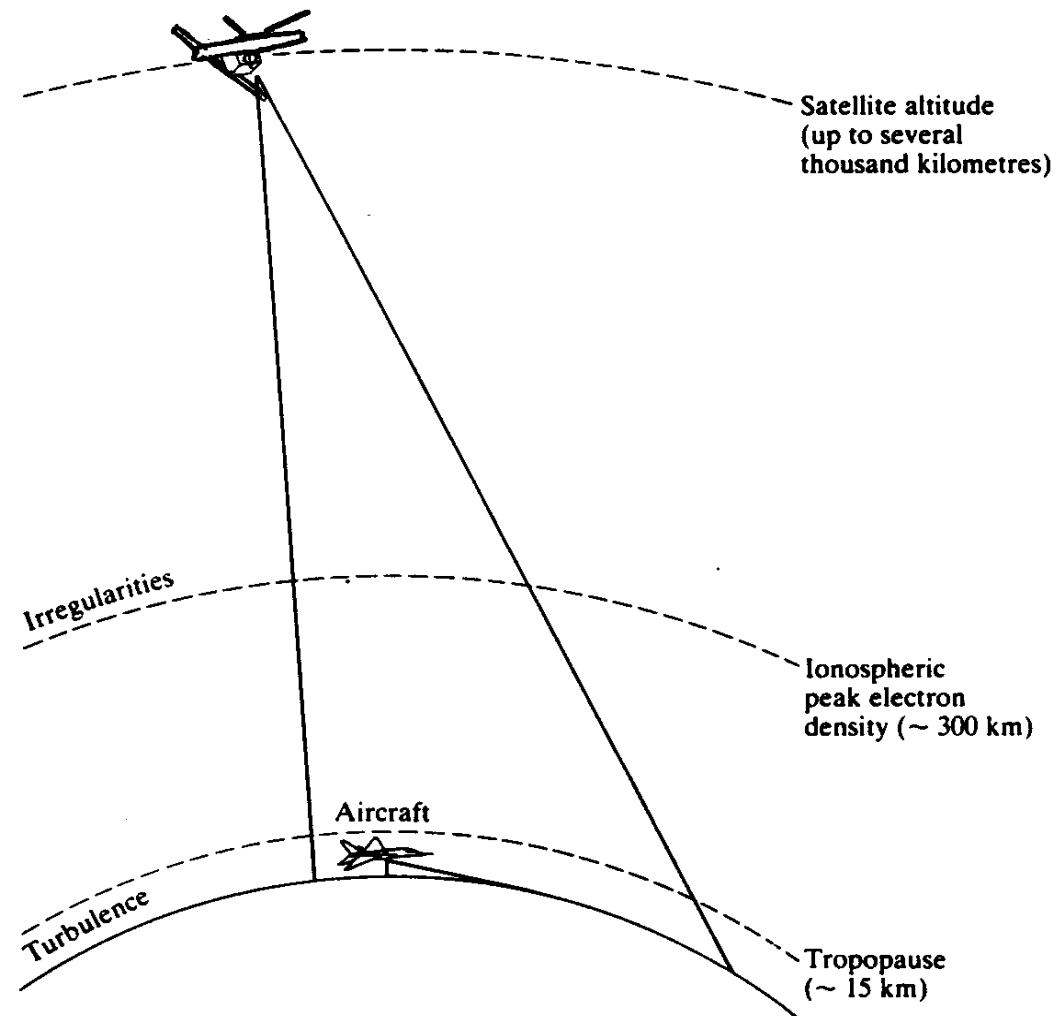 Satellite altitude
(up to several
thousand kilometres)
Irregularities
Ionospheric
peak electron
density (~ 300 km)
Aircraft
Turbulence
Tropopause
(~ 15 km)